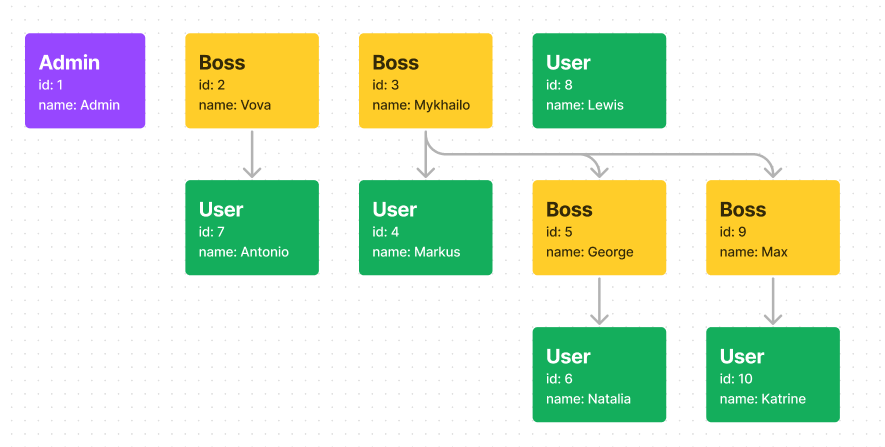 Admin
id: 1
name: Admin
Boss
id: 2
name: Vova
Boss
id: 3
name: Mykhailo
User
id: 8
name: Lewis
User
id: 7
name: Antonio
User
id: 4
name: Markus
Boss
id: 5
name: George
Boss
id: 9
name: Max
User
id: 6
name: Natalia
User
id: 10
name: Katrine